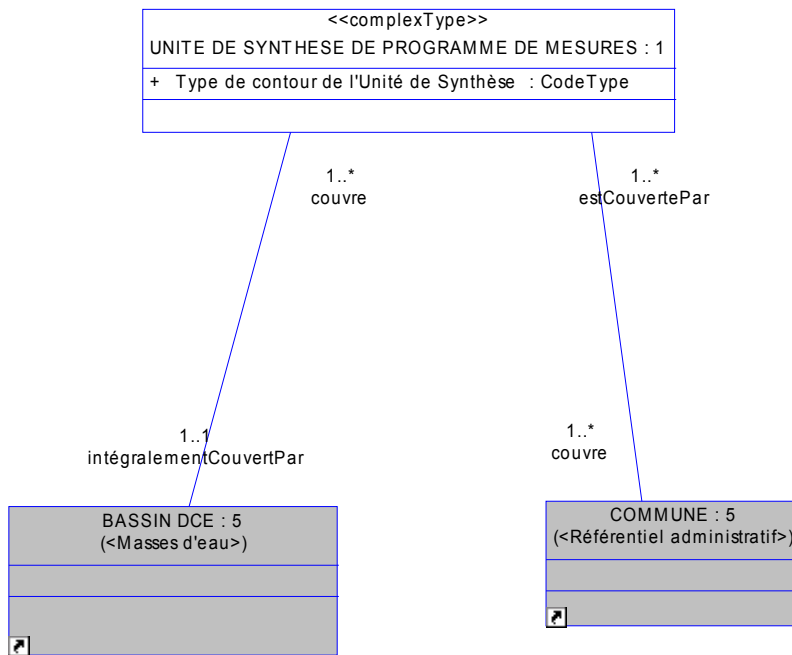 <<complexType>>
UNITE DE SYNTHESE DE PROGRAMME DE MESURES : 1
+ Type de contour de l'Unité de Synthèse : CodeType
1..*
couvre
1..*
estCouvertePar
1..1
intégralementCouvertPar
1..*
couvre
BASSIN DCE : 5
(<Masses d'eau>)
COMMUNE : 5
(<Référentiel administratif>)